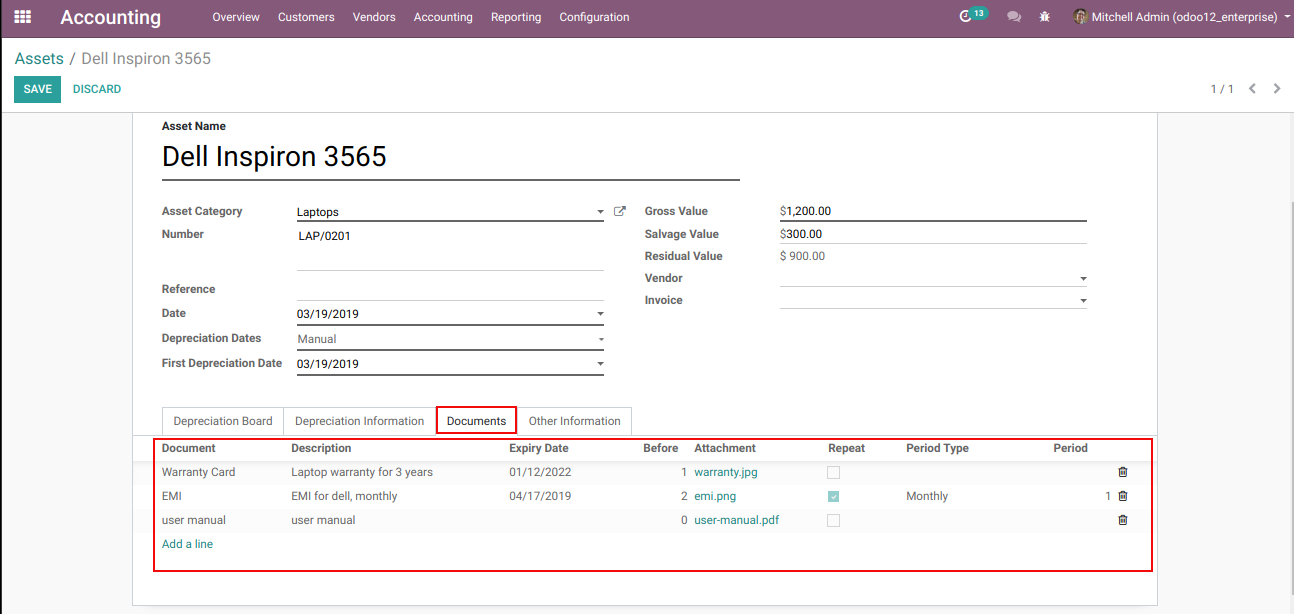 Accounting Overview Customers Vendors Accounting Reporting Configuration 13 Mitchell Admin (odoo12_enterprise)
Assets / Dell Inspiron 3565
SAVE DISCARD 1 / 1
Asset Name
Dell Inspiron 3565
Asset Category Laptops Gross Value $1,200.00
Number LAP/0201 Salvage Value $300.00
Residual Value $ 900.00
Vendor
Reference Invoice
Date 03/19/2019
Depreciation Dates Manual
First Depreciation Date 03/19/2019
Depreciation Board Depreciation Information Documents Other Information
Document Description Expiry Date Before Attachment Repeat Period Type Period
Warranty Card Laptop warranty for 3 years 01/12/2022 1 warranty.jpg
EMI EMI for dell, monthly 04/17/2019 2 emi.png Monthly 1
user manual user manual 0 user-manual.pdf
Add a line